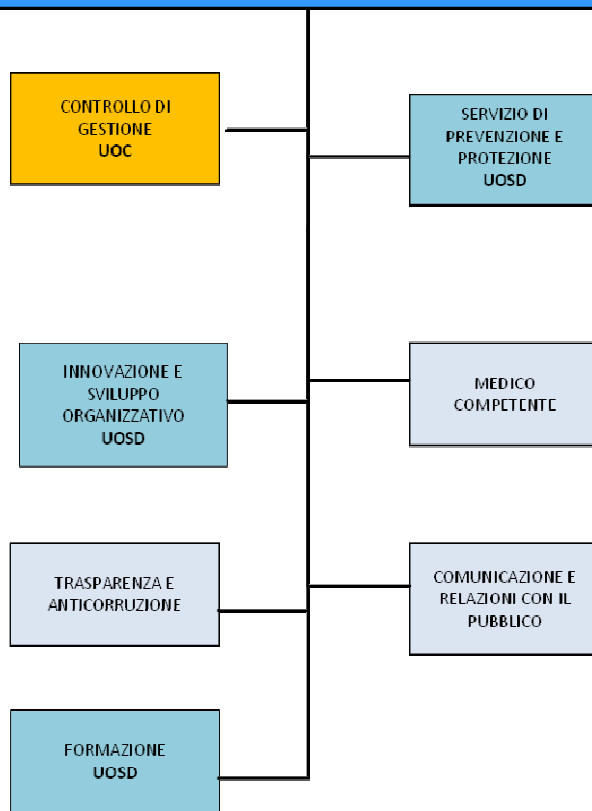 CONTROLLO DI
GESTIONE
UOC
SERVIZIO DI
PREVENZIONE E
PROTEZIONE
UOSD
INNOVAZIONE E
SVILUPPO
ORGANIZZATIVO
UOSD
MEDICO
COMPETENTE
TRASPARENZA E
ANTICORRUZIONE
COMUNICAZIONE E
RELAZIONI CON IL
PUBBLICO
FORMAZIONE
UOSD